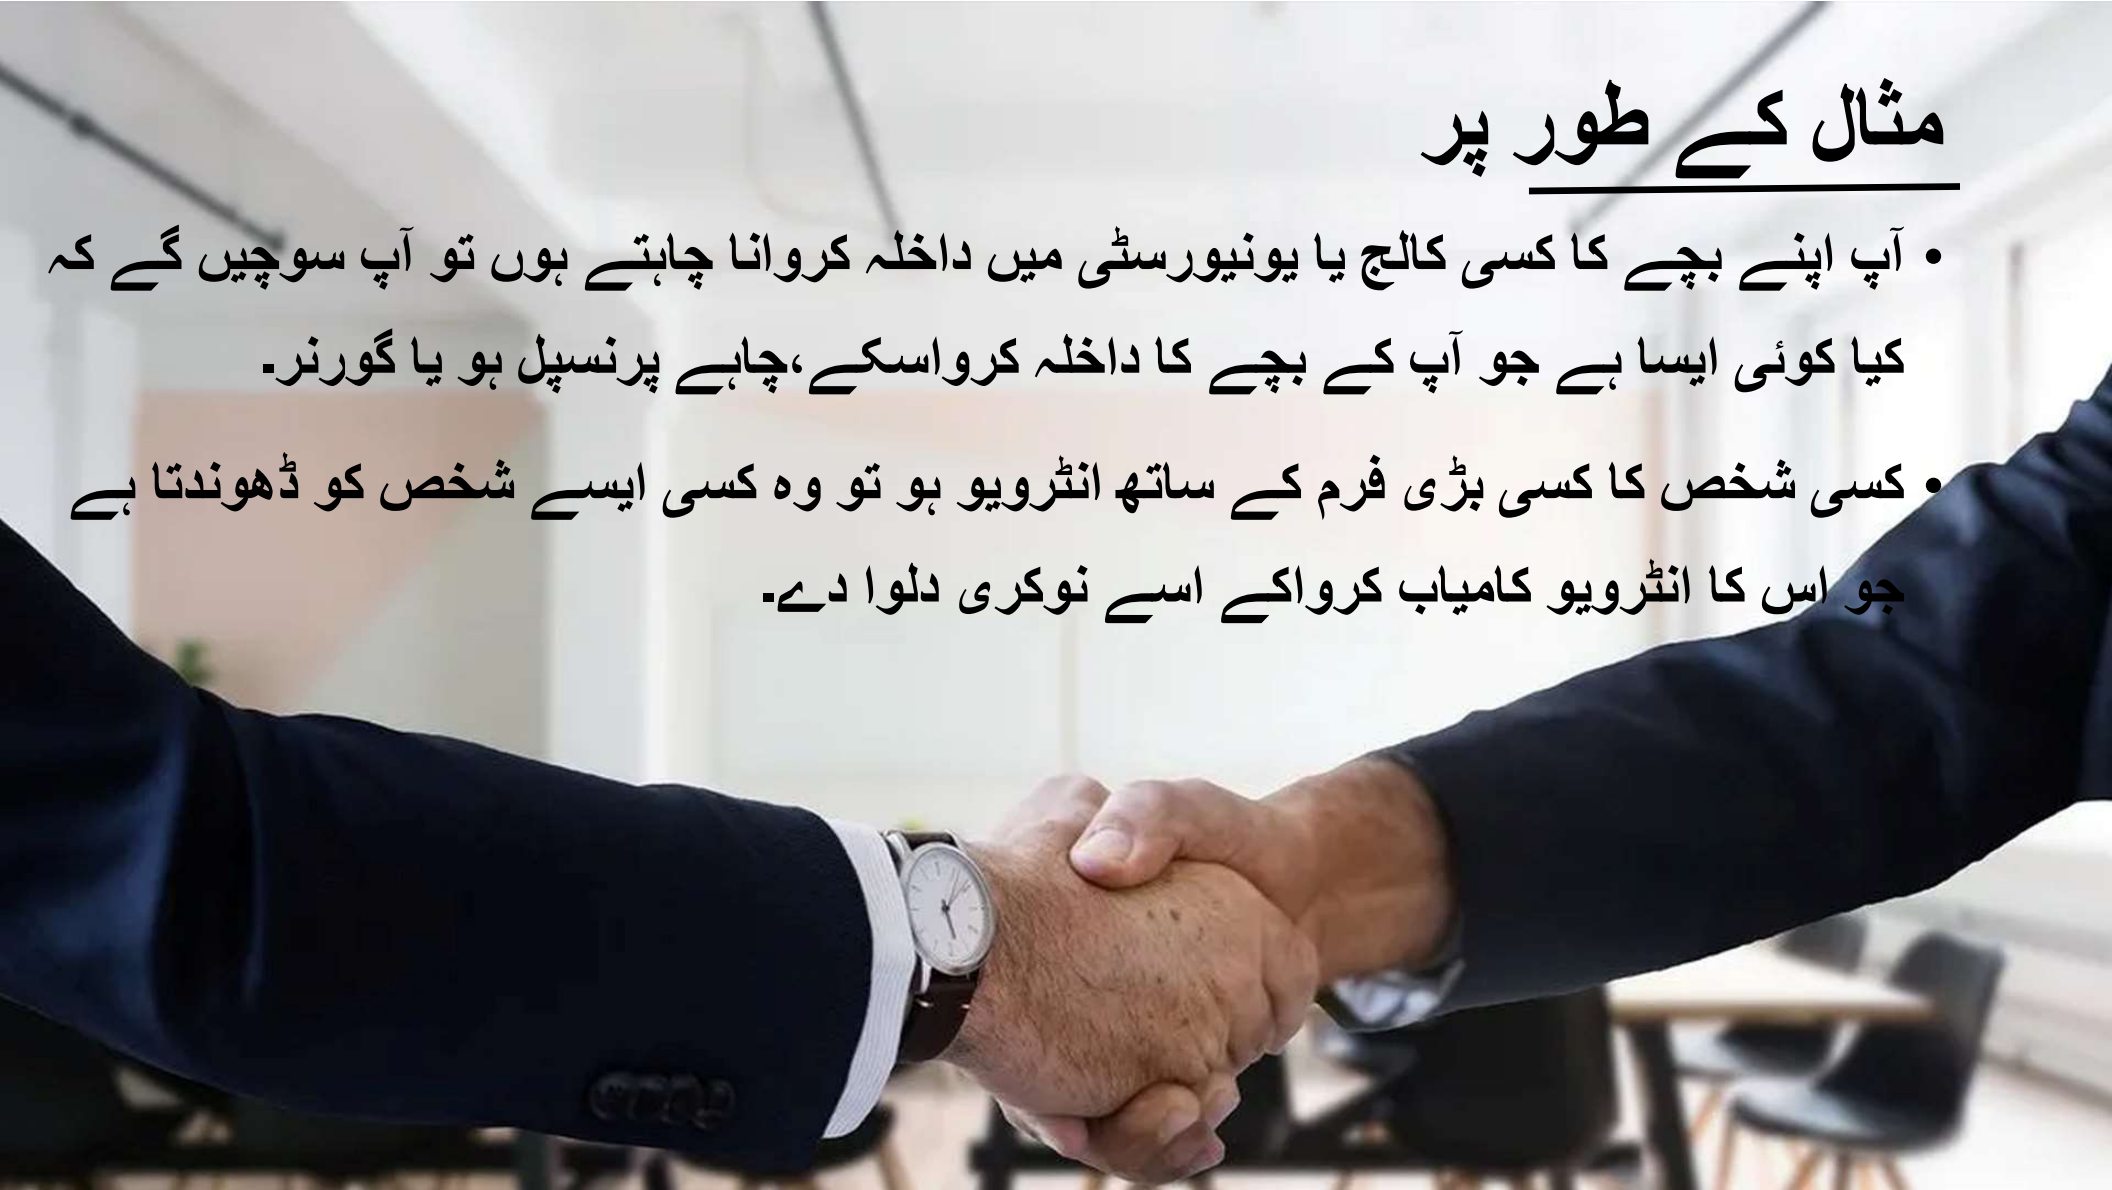 مثال کے طور پر
• آپ اپنے بچے کا کسی کالج یا یونیورسٹی میں داخلہ کروانا چاہتے ہوں تو آپ سوچیں گے کہ
کیا کوئی ایسا ہے جو آپ کے بچے کا داخلہ کرواسکے،چاہے پرنسپل ہو یا گورنر۔
• کسی شخص کا کسی بڑی فرم کے ساتھ انٹرویو ہو تو وہ کسی ایسے شخص کو ڈھوندتا ہے
جو اس کا انٹرویو کامیاب کرواکے اسے نوکری دلوا دے۔